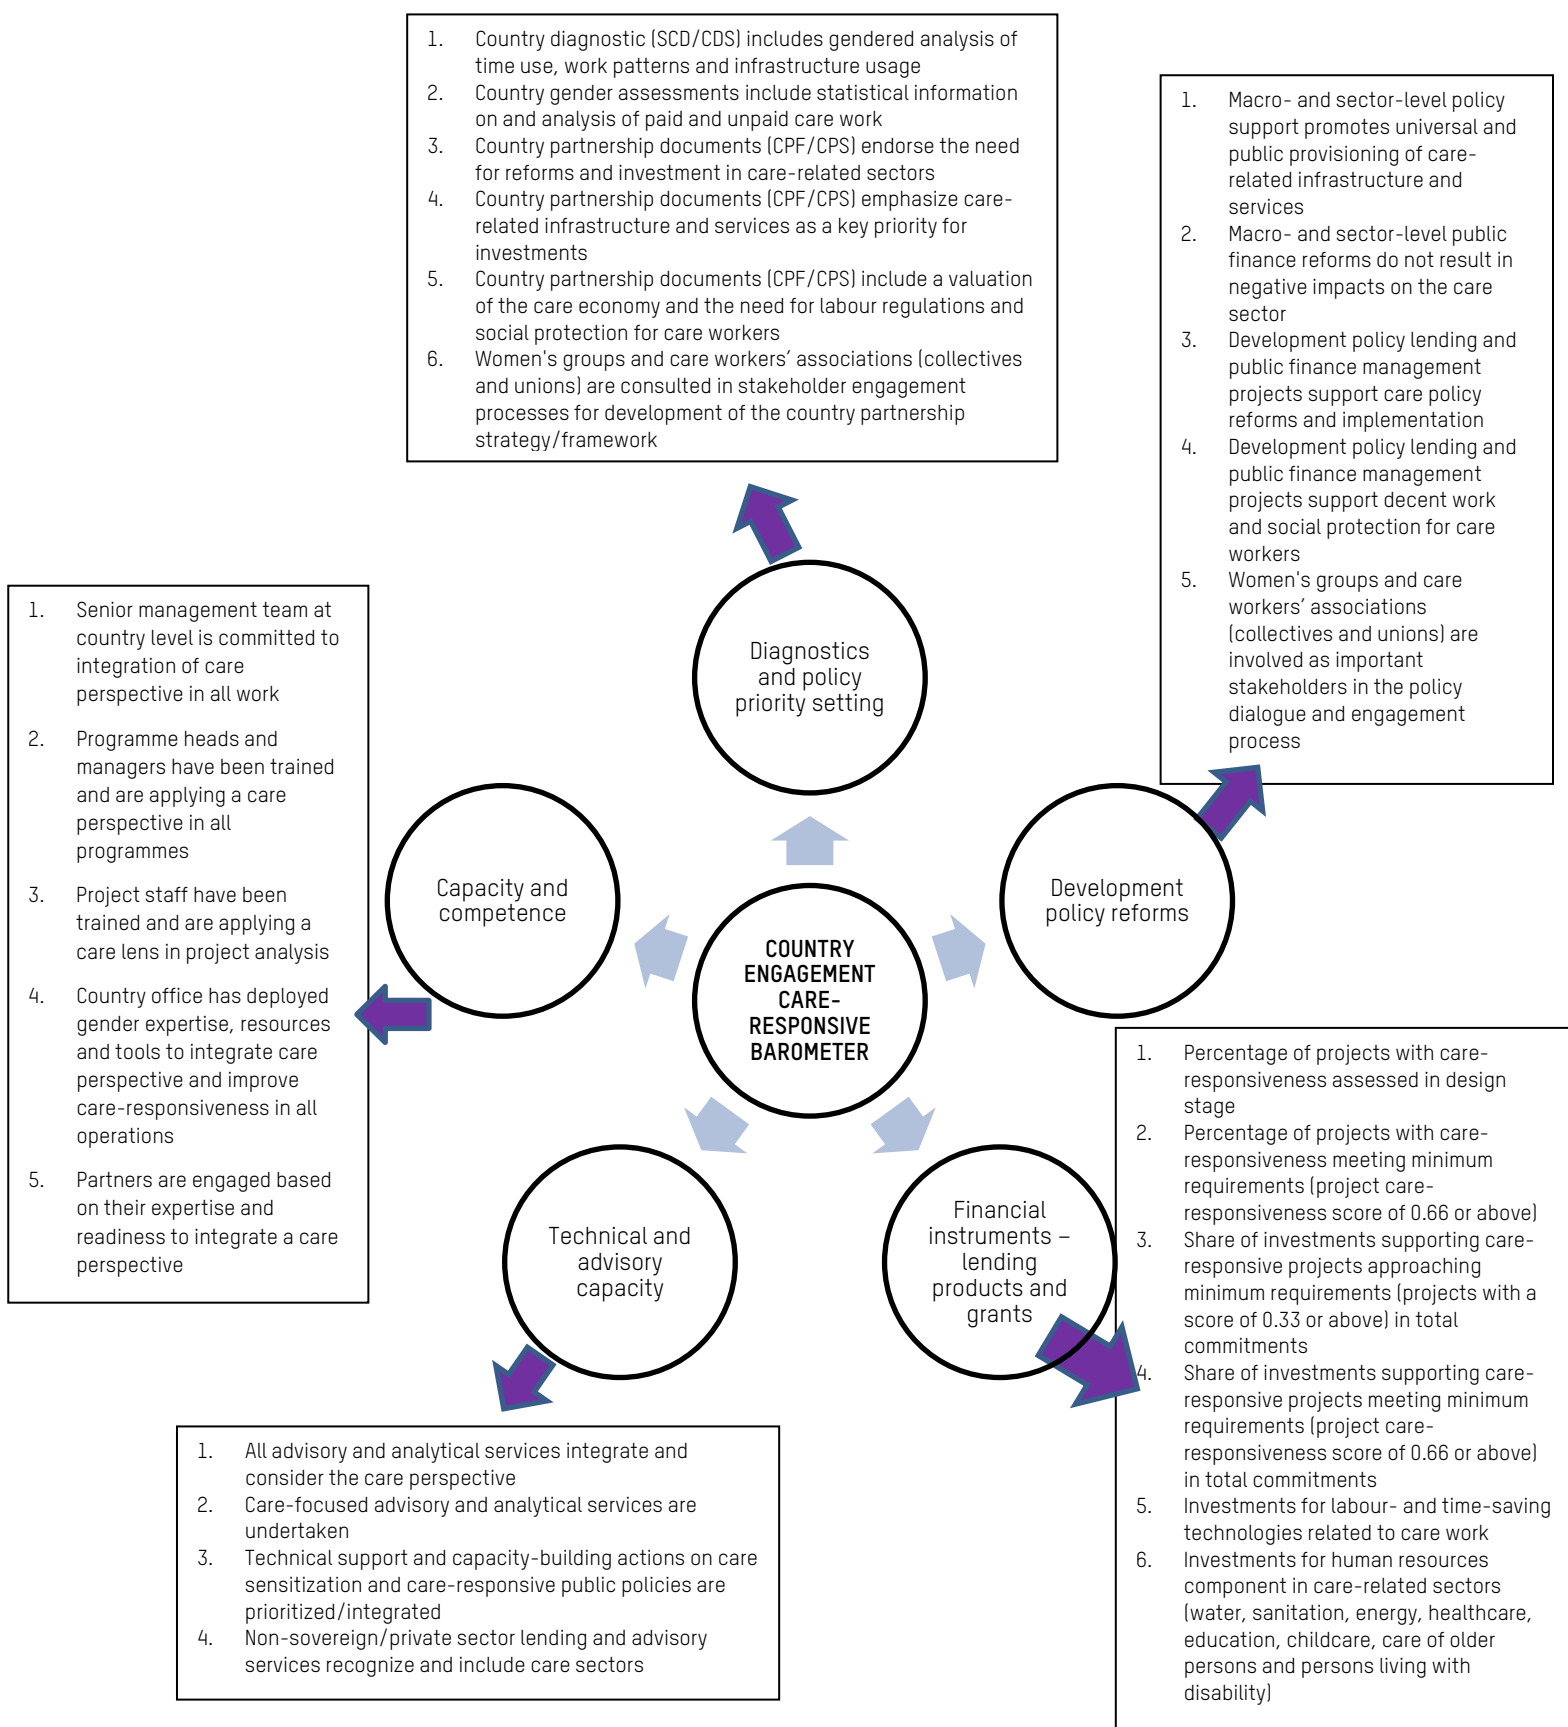 1. Country diagnostic (SCD/CDS) includes gendered analysis of
time use, work patterns and infrastructure usage
2. Country gender assessments include statistical information
on and analysis of paid and unpaid care work
3. Country partnership documents (CPF/CPS) endorse the need
for reforms and investment in care-related sectors
4. Country partnership documents (CPF/CPS) emphasize care-
related infrastructure and services as a key priority for
investments
5. Country partnership documents (CPF/CPS) include a valuation
of the care economy and the need for labour regulations and
social protection for care workers
6. Women's groups and care workers’ associations (collectives
and unions) are consulted in stakeholder engagement
processes for development of the country partnership
strategy/framework
1. Macro- and sector-level policy
support promotes universal and
public provisioning of care-
related infrastructure and
services
2. Macro- and sector-level public
finance reforms do not result in
negative impacts on the care
sector
3. Development policy lending and
public finance management
projects support care policy
reforms and implementation
4. Development policy lending and
public finance management
projects support decent work
and social protection for care
workers
5. Women's groups and care
workers’ associations
(collectives and unions) are
involved as important
stakeholders in the policy
dialogue and engagement
process
1. Senior management team at
country level is committed to
integration of care
perspective in all work
2. Programme heads and
managers have been trained
and are applying a care
perspective in all
programmes
3. Project staff have been
trained and are applying a
care lens in project analysis
4. Country office has deployed
gender expertise, resources
and tools to integrate care
perspective and improve
care-responsiveness in all
operations
5. Partners are engaged based
on their expertise and
readiness to integrate a care
perspective
Diagnostics
and policy
priority setting
Capacity and
competence
Development
policy reforms
COUNTRY
ENGAGEMENT
CARE-
RESPONSIVE
BAROMETER
Technical and
advisory
capacity
Financial
instruments –
lending
products and
grants
1. Percentage of projects with care-
responsiveness assessed in design
stage
2. Percentage of projects with care-
responsiveness meeting minimum
requirements (project care-
responsiveness score of 0.66 or above)
3. Share of investments supporting care-
responsive projects approaching
minimum requirements (projects with a
score of 0.33 or above) in total
commitments
4. Share of investments supporting care-
responsive projects meeting minimum
requirements (project care-
responsiveness score of 0.66 or above)
in total commitments
5. Investments for labour- and time-saving
technologies related to care work
6. Investments for human resources
component in care-related sectors
(water, sanitation, energy, healthcare,
education, childcare, care of older
persons and persons living with
disability)
1. All advisory and analytical services integrate and
consider the care perspective
2. Care-focused advisory and analytical services are
undertaken
3. Technical support and capacity-building actions on care
sensitization and care-responsive public policies are
prioritized/integrated
4. Non-sovereign/private sector lending and advisory
services recognize and include care sectors